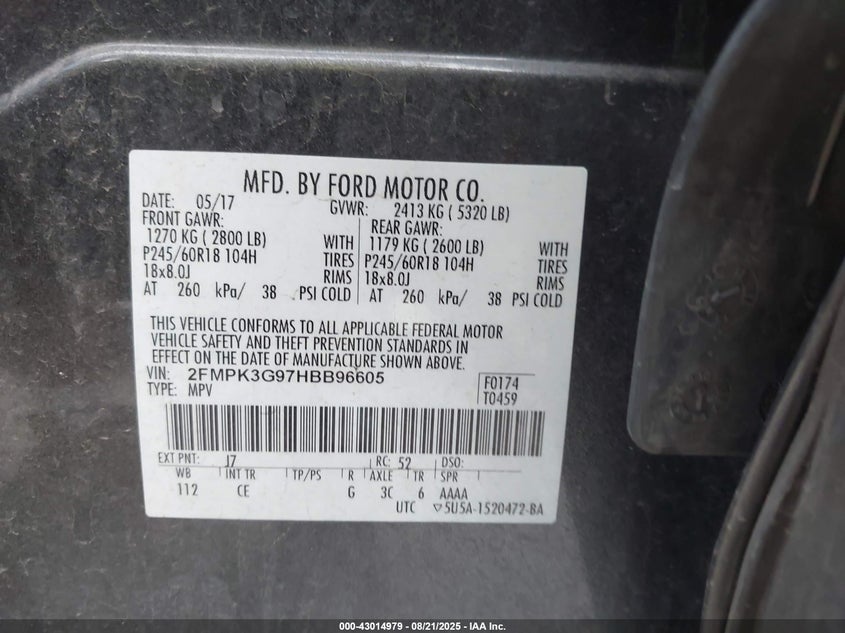 MFD. BY FORD MOTOR CO.
DATE: 05/17 GVWR: 2413 KG ( 5320 LB)
FRONT GAWR: REAR GAWR:
1270 KG ( 2800 LB) WITH 1179 KG ( 2600 LB) WITH
P245/60R18 104H TIRES P245/60R18 104H TIRES
18x8.0J RIMS 18x8.0J RIMS
AT 260 kPa/ 38 PSI COLD AT 260 kPa/ 38 PSI COLD
THIS VEHICLE CONFORMS TO ALL APPLICABLE FEDERAL MOTOR
VEHICLE SAFETY AND THEFT PREVENTION STANDARDS IN
EFFECT ON THE DATE OF MANUFACTURE SHOWN ABOVE.
VIN: 2FMPK3G97HBB96605 F0174
TYPE: MPV T0459
EXT PNT: J7 RC: 52 DSO:
WB INT TR TP/PS R AXLE TR SPR
112 CE G 3C 6 AAAA
UTC ▽5U5A-1520472-BA
000-43014979 - 08/21/2025 - IAA Inc.